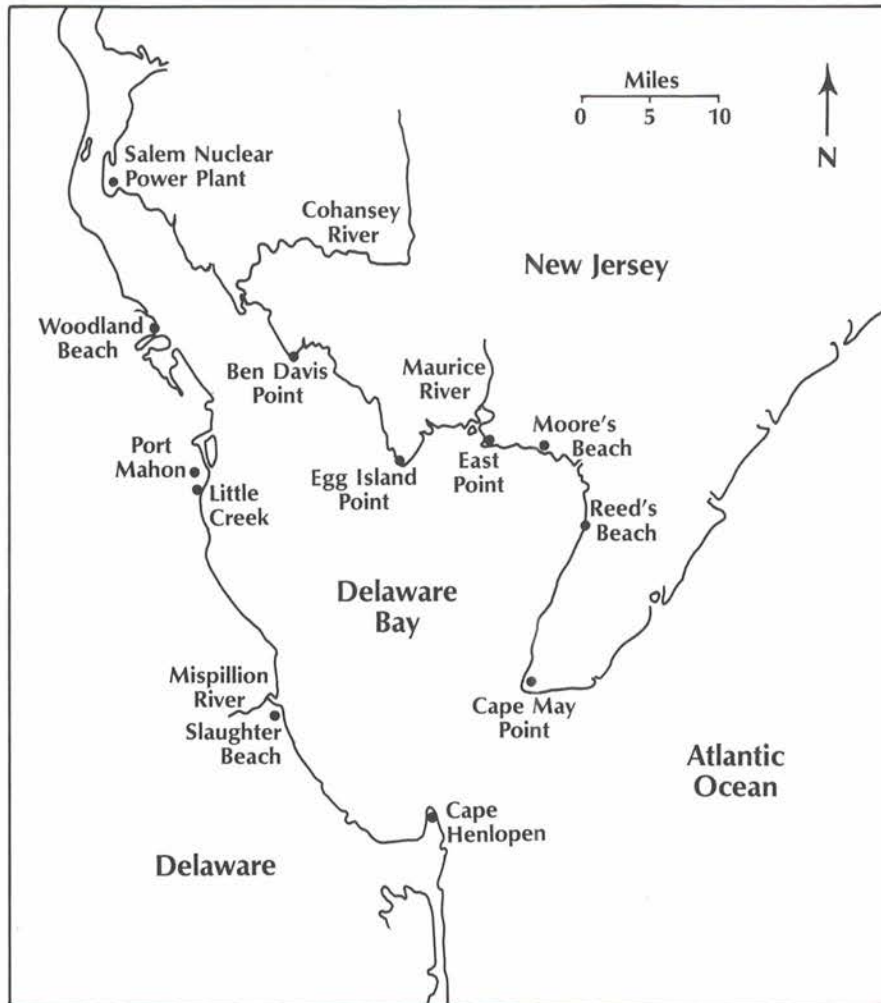 Miles
0 5 10
N
Salem Nuclear
Power Plant
Cohansey
River
New Jersey
Woodland
Beach
Ben Davis
Point
Maurice
River
Moore's
Beach
Port
Mahon
Little
Creek
Egg Island
Point
East
Point
Reed's
Beach
Delaware
Bay
Mispillion
River
Slaughter
Beach
Cape May
Point
Atlantic
Ocean
Cape
Henlopen
Delaware